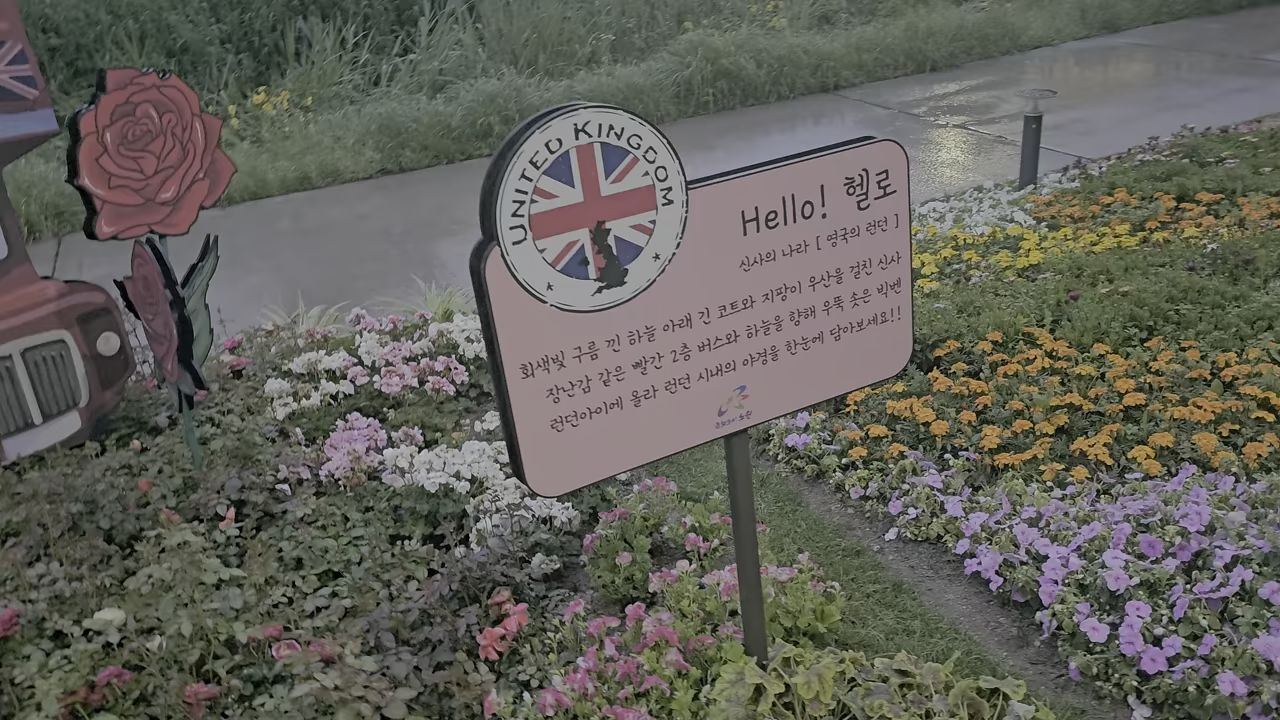 UNITED KINGDOM
Hello! 헬로
신사의 나라 [ 영국의 런던 ]
회색빛 구름 낀 하늘 아래 긴 코트와 지팡이 우산을 걸친 신사
장난감 같은 빨간 2층 버스와 하늘을 향해 우뚝 솟은 빅벤
런던아이에 올라 런던 시내의 야경을 한눈에 담아보세요!!